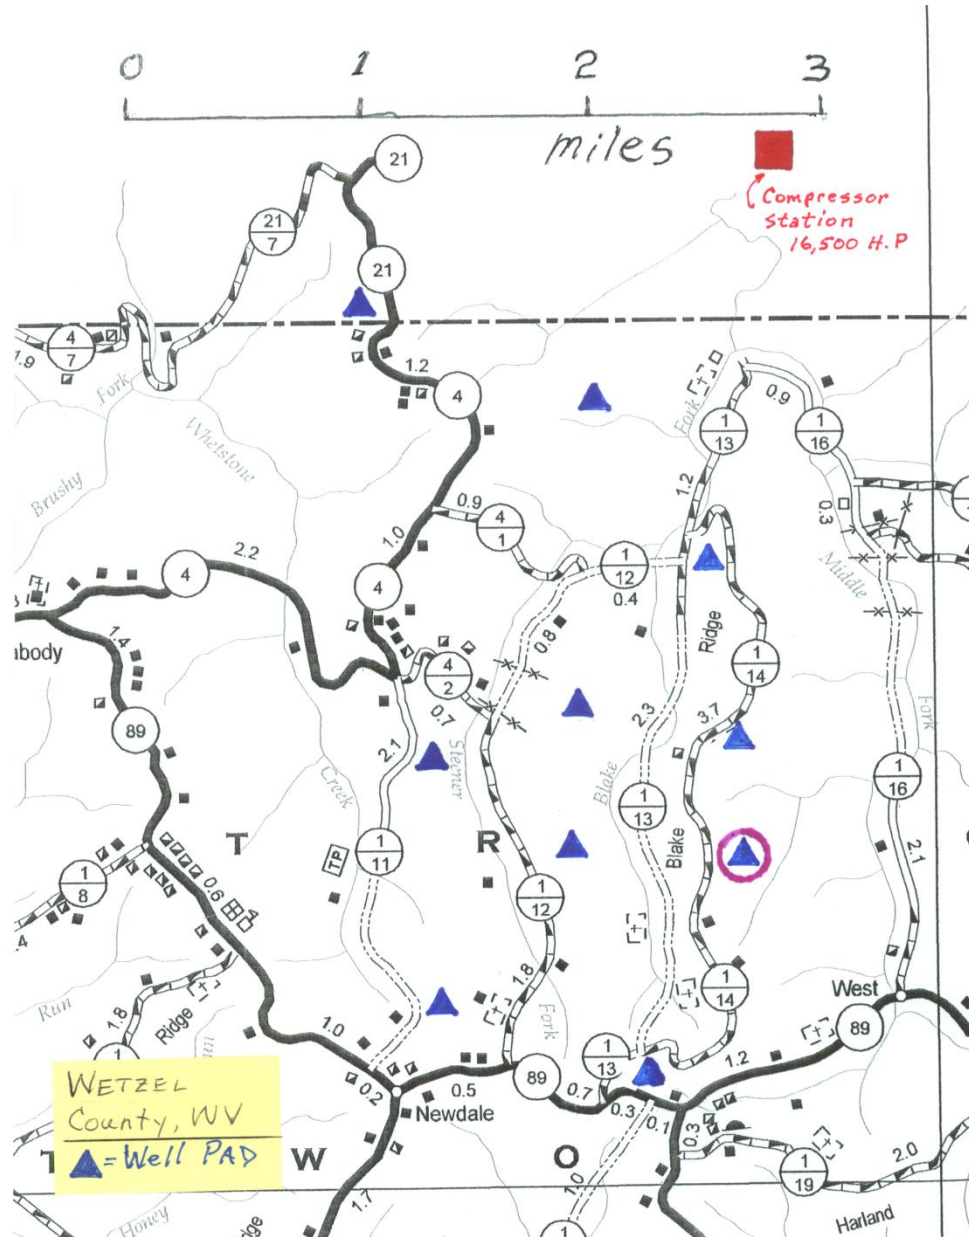 0 1 2 3
miles
Compressor
Station
16,500 H.P
21
21
7
21
4
7
1.9
1.2
4
Fork
Whetstone
Brushy
Fork
0.9
1
13
1
16
1.2
0.3
0.9
4
1
1.0
2.2
4
4
1
12
0.4
Middle
abody
1.4
0.8
Ridge
4
2
0.7
1
14
89
2.1
Steener
2.3
3.7
Fork
1
16
Creek
Blake
1
13
T
R
TP
1
11
Blake
2.1
1
8
0.6
1
12
.4
Run
1.8
Ridge
1.0
1.8
Fork
1
14
West
89
1
WETZEL
County, WV
= Well PAD
0.2
0.5
89
0.7
1
13
0.3
0.1
1.2
Newdale
0.3
T
W
O
1.0
1
19
2.0
1.7
Honey
dge
1
Harland